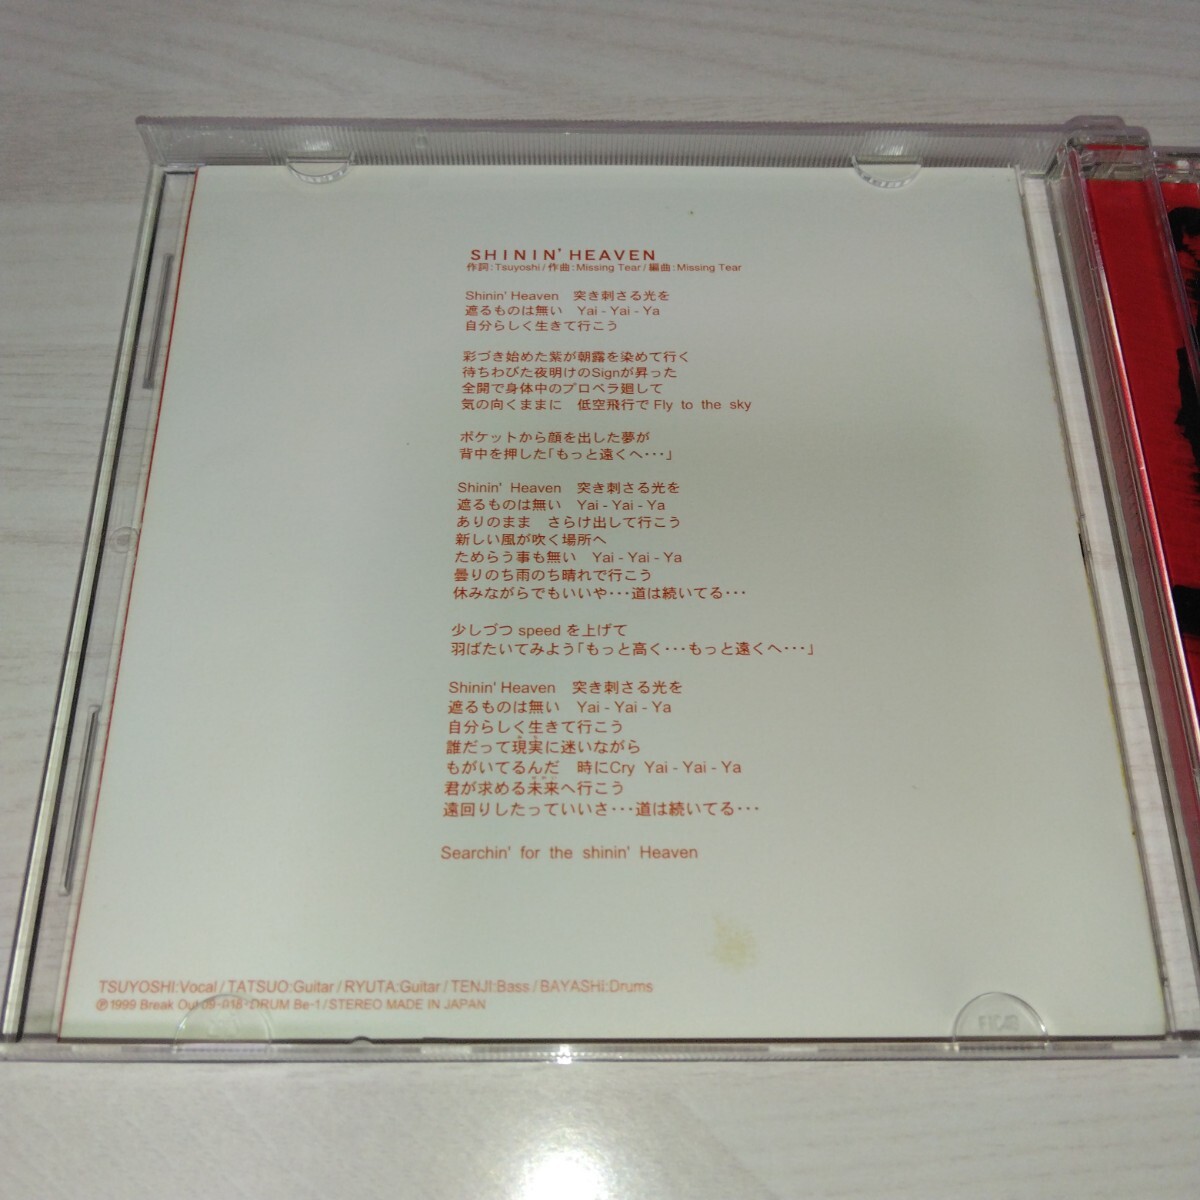 SHININ' HEAVEN
作詞:Tsuyoshi/作曲:Missing Tear/編曲:Missing Tear
Shinin' Heaven　突き刺さる光を
遮るものは無い　Yai - Yai - Ya
自分らしく生きて行こう
彩づき始めた紫が朝露を染めて行く
待ちわびた夜明けのSignが昇った
全開で身体中のプロペラ廻して
気の向くままに　低空飛行で Fly to the sky
ポケットから顔を出した夢が
背中を押した「もっと遠くへ・・・」
Shinin' Heaven　突き刺さる光を
遮るものは無い　Yai - Yai - Ya
ありのまま　さらけ出して行こう
新しい風が吹く場所へ
ためらう事も無い　Yai - Yai - Ya
曇りのち雨のち晴れで行こう
休みながらでもいいや・・・道は続いてる・・・
少しづつ speed を上げて
羽ばたいてみよう「もっと高く・・・もっと遠くへ・・・」
Shinin' Heaven　突き刺さる光を
遮るものは無い　Yai - Yai - Ya
自分らしく生きて行こう
誰だって現実に迷いながら
もがいてるんだ　時にCry Yai - Yai - Ya
君が求める未来へ行こう
遠回りしたっていいさ・・・道は続いてる・・・
Searchin' for the shinin' Heaven
TSUYOSHI:Vocal/TATSUO:Guitar/RYUTA:Guitar/TENJI:Bass/BAYASHI:Drums
℗1999 Break Out 09-018・DRUM Be-1/STEREO MADE IN JAPAN